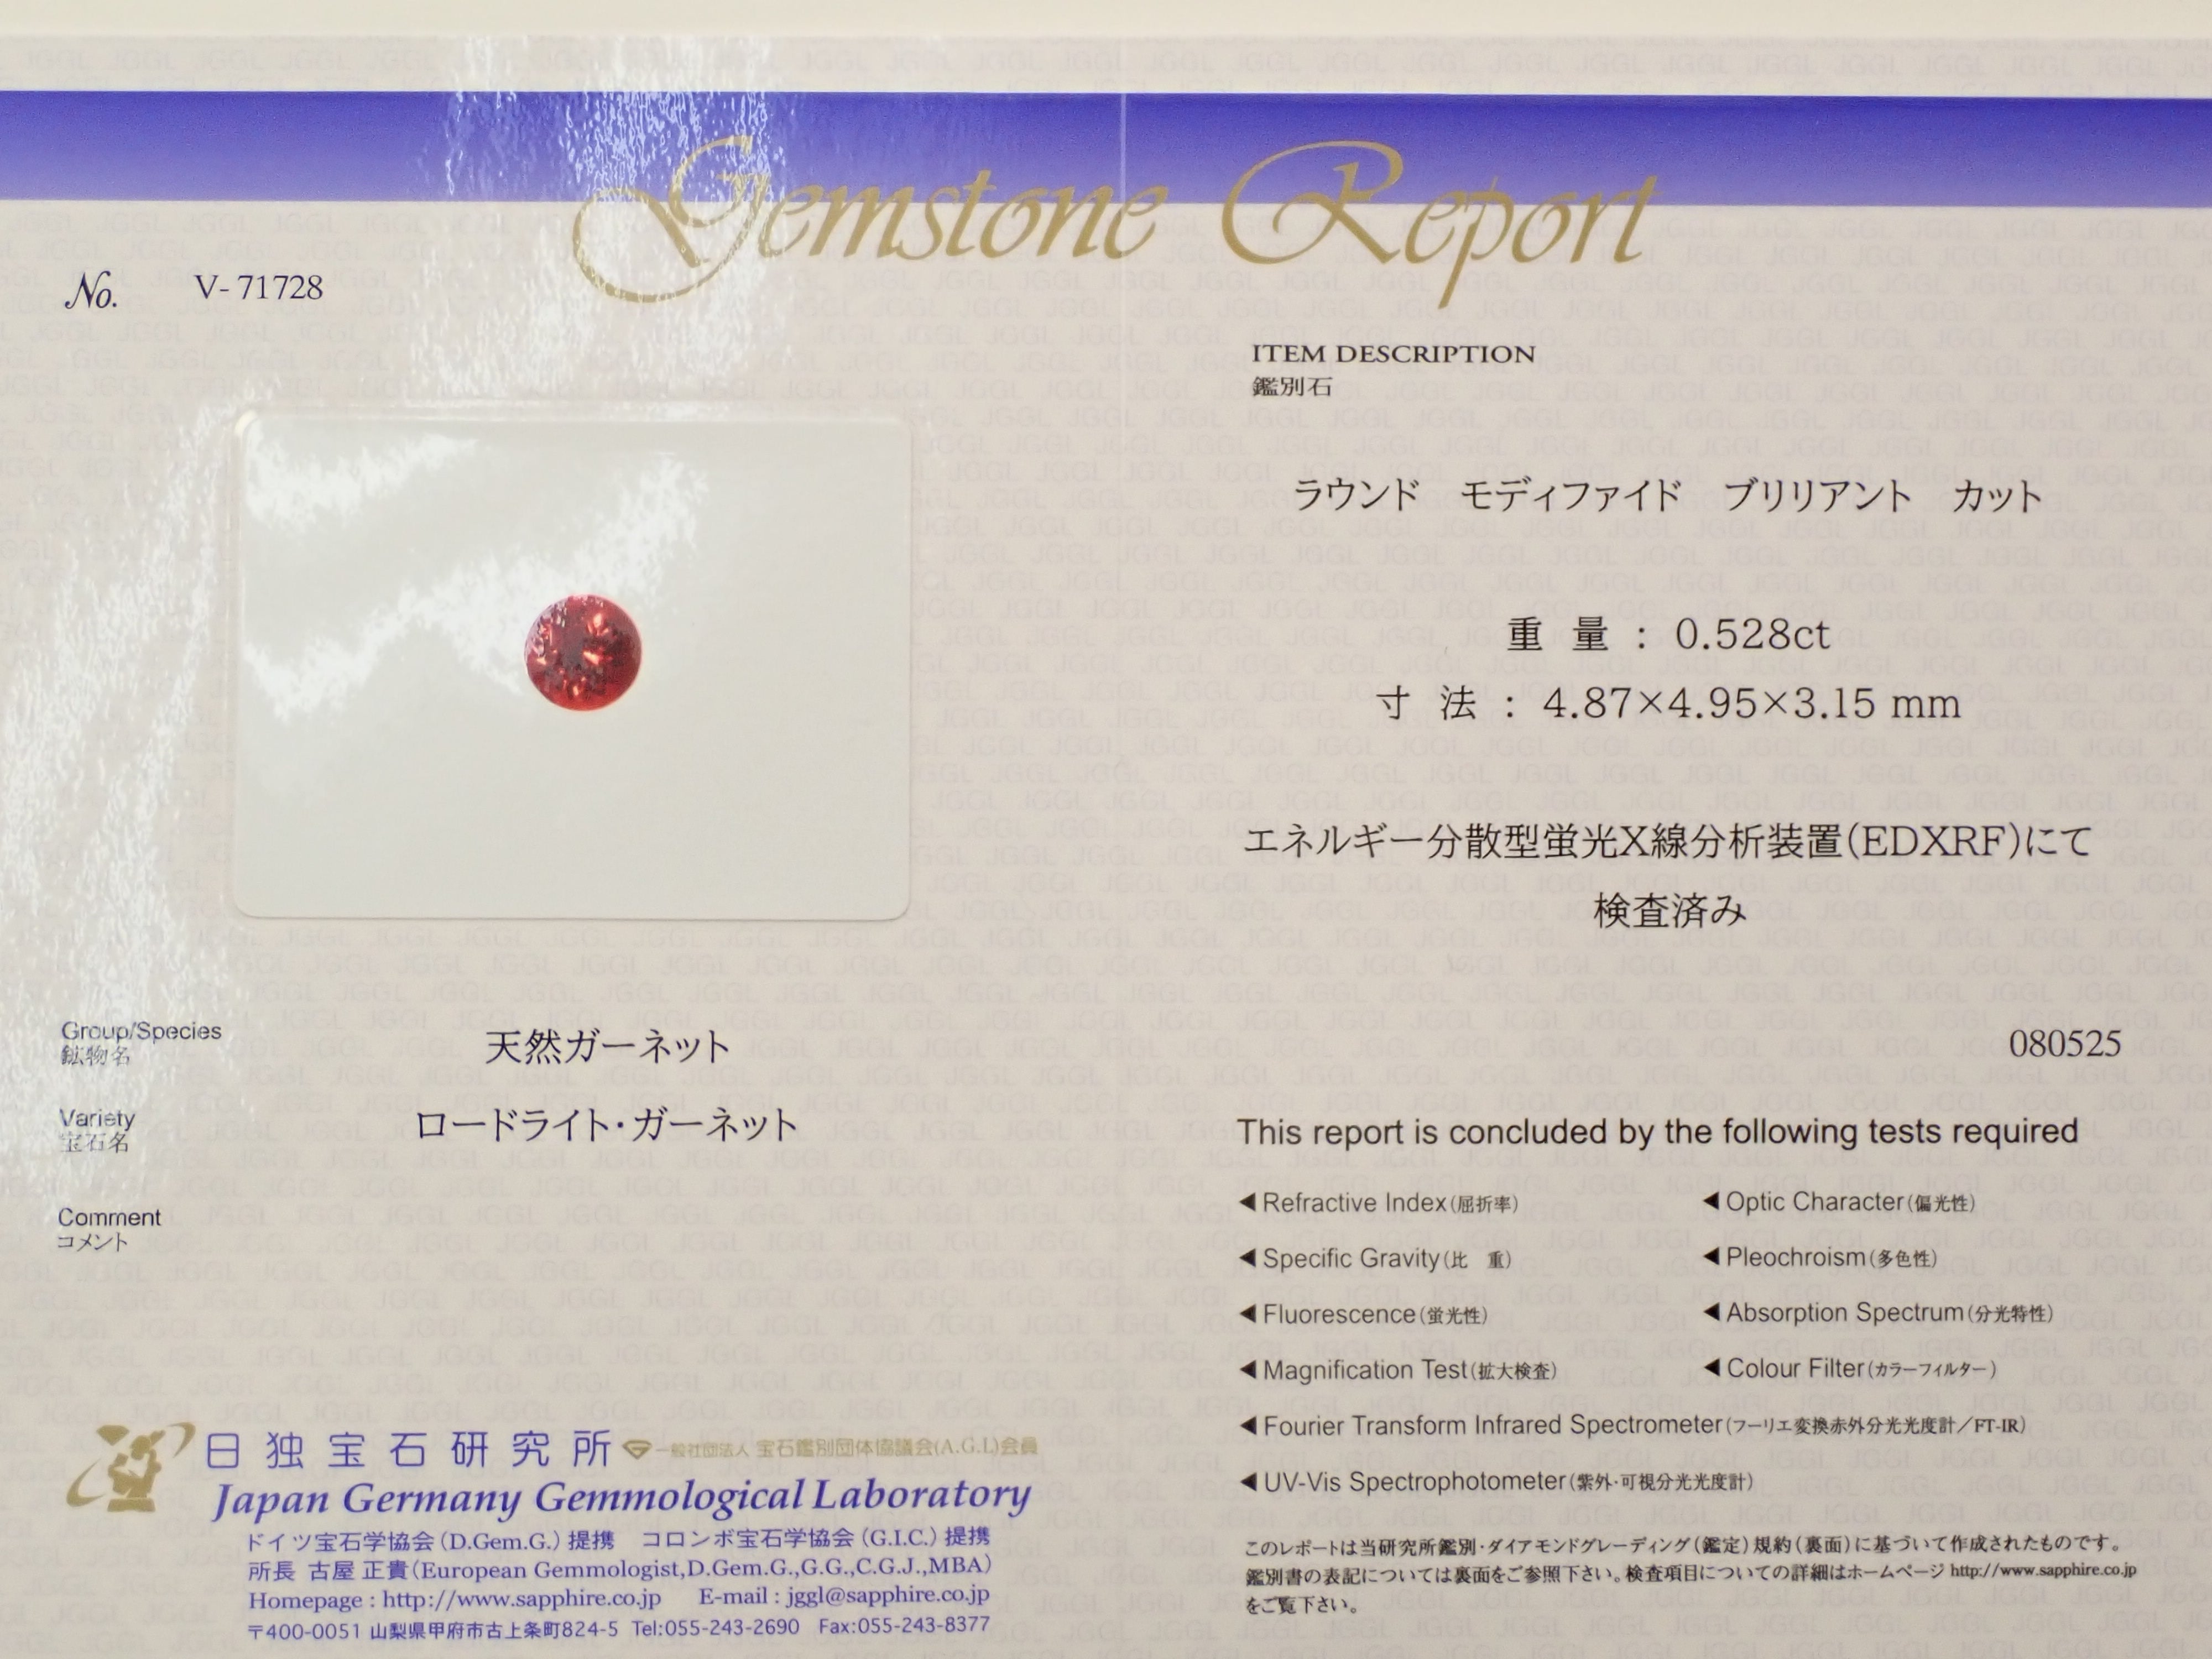 Gemstone Report
No. V- 71728
ITEM DESCRIPTION
鑑別石
ラウンド モディファイド ブリリアント カット
重 量 : 0.528ct
寸 法 : 4.87×4.95×3.15 mm
エネルギー分散型蛍光X線分析装置(EDXRF)にて
検査済み
Group/Species
鉱物名
天然ガーネット
080525
Variety
宝石名
ロードライト・ガーネット
Comment
コメント
This report is concluded by the following tests required
◀Refractive Index(屈折率)
◀Optic Character(偏光性)
◀Specific Gravity(比 重)
◀Pleochroism(多色性)
◀Fluorescence(蛍光性)
◀Absorption Spectrum(分光特性)
◀Magnification Test(拡大検査)
◀Colour Filter(カラーフィルター)
◀Fourier Transform Infrared Spectrometer(フーリエ変換赤外分光光度計/FT-IR)
◀UV-Vis Spectrophotometer(紫外・可視分光光度計)
日独宝石研究所 一般社団法人 宝石鑑別団体協議会(A.G.L)会員
Japan Germany Gemmological Laboratory
ドイツ宝石学協会(D.Gem.G.)提携 コロンボ宝石学協会(G.I.C.)提携
所長 古屋 正貴(European Gemmologist,D.Gem.G.,G.G.,C.G.J.,MBA)
Homepage : http://www.sapphire.co.jp E-mail : jggl@sapphire.co.jp
〒400-0051 山梨県甲府市古上条町824-5 Tel:055-243-2690 Fax:055-243-8377
このレポートは当研究所鑑別・ダイアモンドグレーディング(鑑定)規約(裏面)に基づいて作成されたものです。
鑑別書の表記については裏面をご参照下さい。検査項目についての詳細はホームページ http://www.sapphire.co.jp
をご覧下さい。